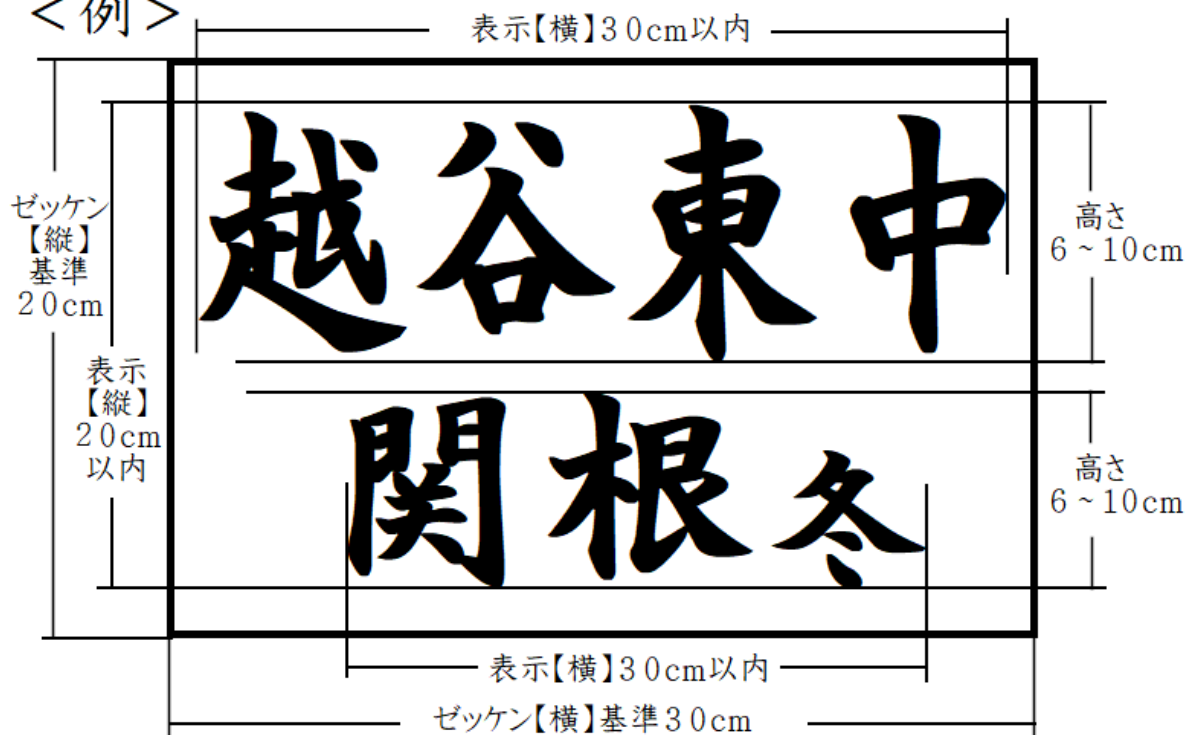 ＜例＞
表示【横】30cm以内
越谷東中
ゼッケン
【縦】
基準
20cm
高さ
6～10cm
表示
【縦】
20cm
以内
関根冬
高さ
6～10cm
表示【横】30cm以内
ゼッケン【横】基準30cm